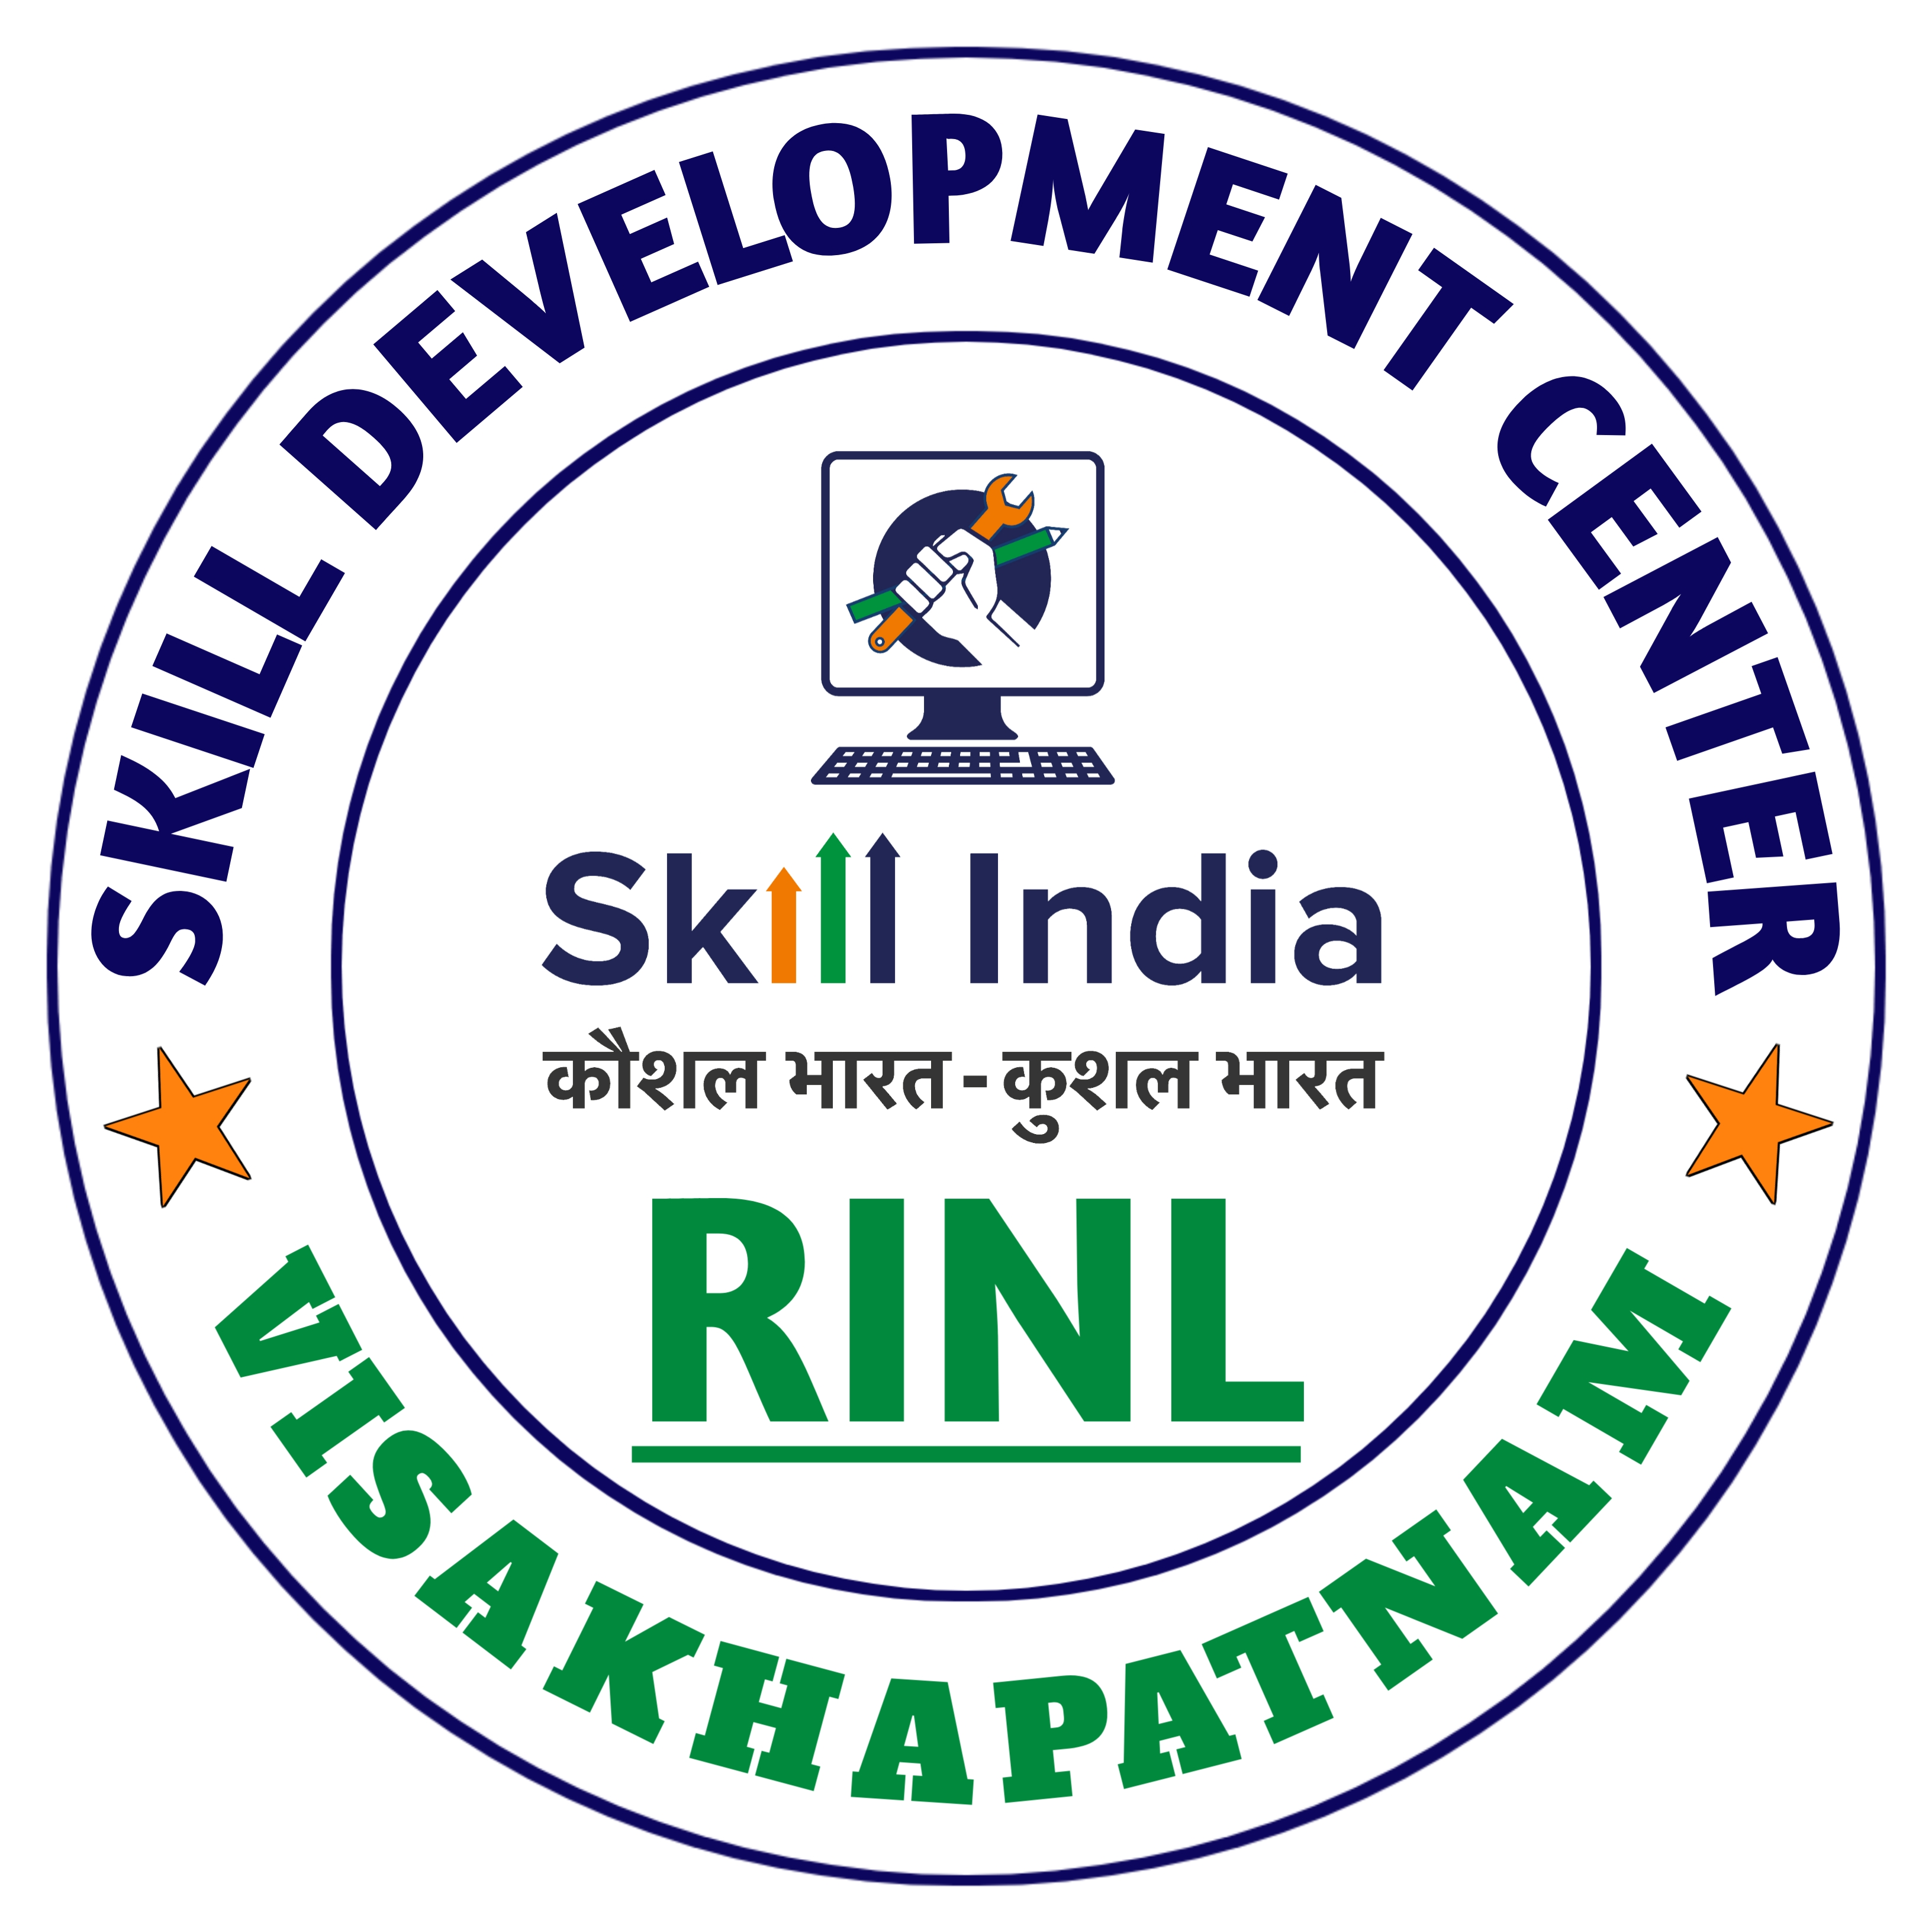 SKILL DEVELOPMENT CENTER
Skill India
कौशल भारत - कुशल भारत
RINL
VISAKHAPATNAM